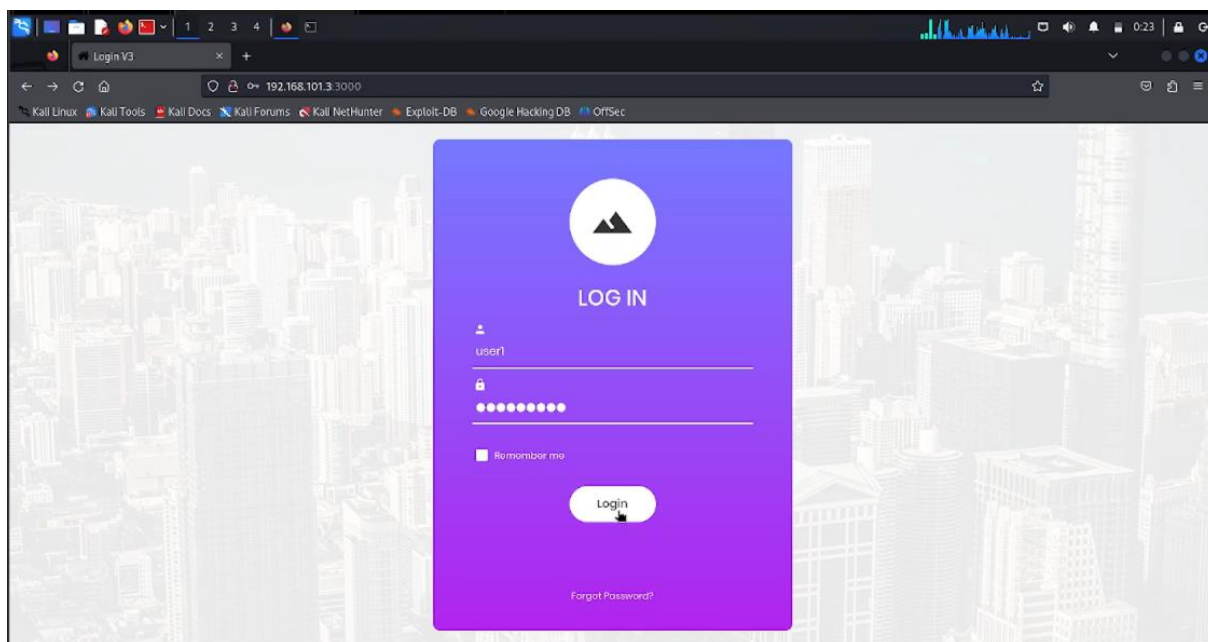 1 2 3 4 0:23
Login V3
192.168.101.3:3000
Kali Linux Kali Tools Kali Docs Kali Forums Kali NetHunter Exploit-DB Google Hacking DB OffSec
LOG IN
user1
Remember me
Login
Forgot Password?